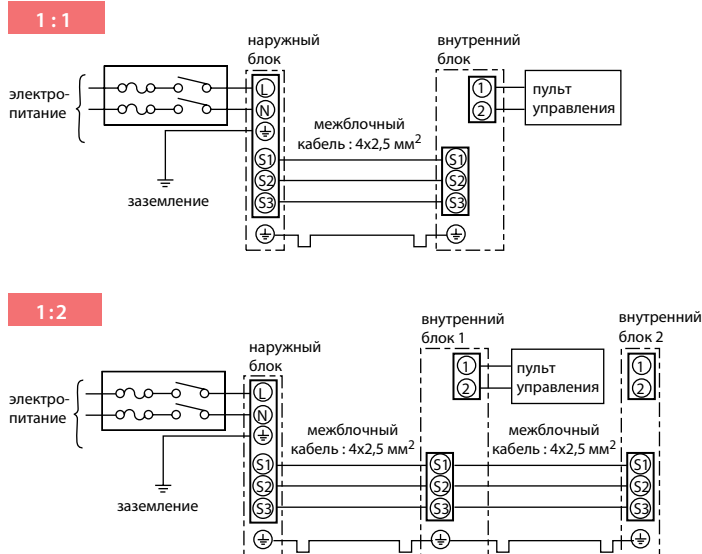 1 : 1
наружный
блок
внутренний
блок
электро-
питание
L
N
S1
S2
S3
заземление
межблочный
кабель : 4x2,5 мм²
1
2
S1
S2
S3
пульт
управления
1:2
наружный
блок
внутренний
блок 1
внутренний
блок 2
электро-
питание
L
N
S1
S2
S3
заземление
межблочный
кабель : 4x2,5 мм²
1
2
S1
S2
S3
пульт
управления
межблочный
кабель : 4x2,5 мм²
1
2
S1
S2
S3